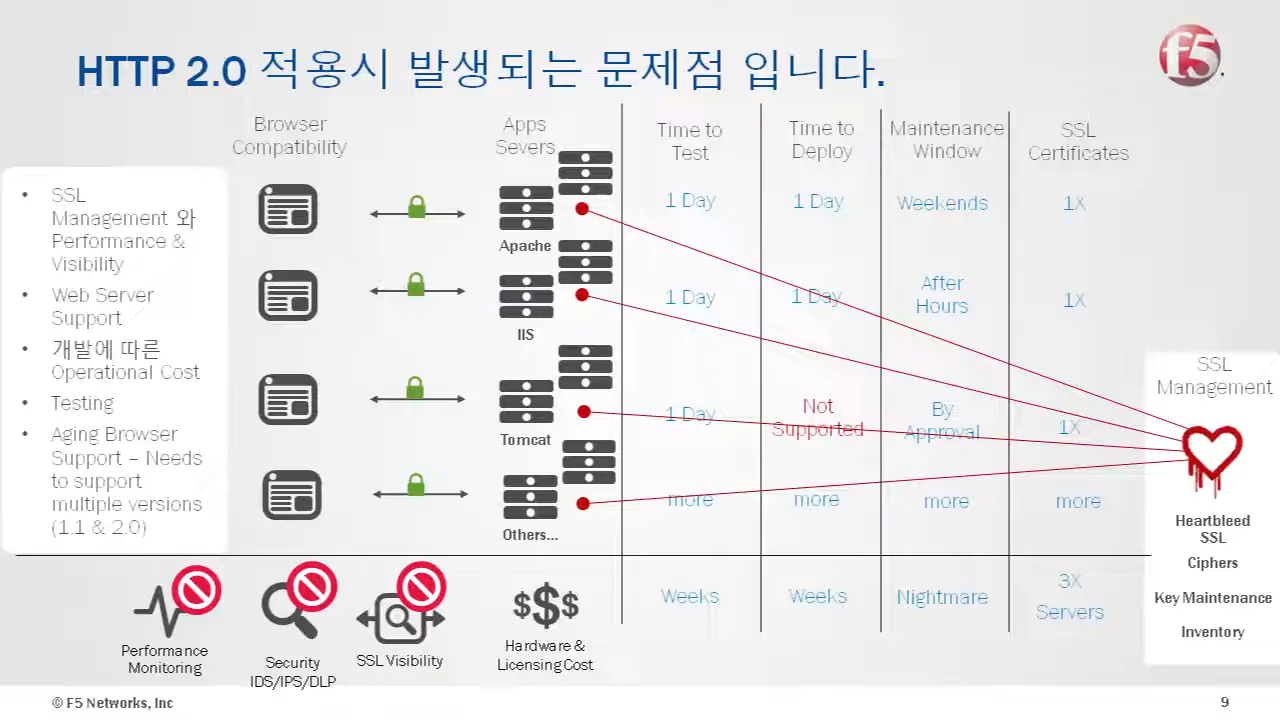 HTTP 2.0 적용시 발생되는 문제점 입니다.
f5.
Browser
Compatibility
Apps
Severs
Time to
Test
Time to
Deploy
Maintenance
Window
SSL
Certificates
• SSL
Management 와
Performance &
Visibility
• Web Server
Support
• 개발에 따른
Operational Cost
• Testing
• Aging Browser
Support – Needs
to support
multiple versions
(1.1 & 2.0)
Apache
1 Day
1 Day
Weekends
1X
IIS
1 Day
1 Day
After
Hours
1X
Tomcat
1 Day
Not
Supported
By
Approval
1X
Others...
more
more
more
more
SSL
Management
Heartbleed
SSL
Ciphers
Key Maintenance
Inventory
Performance
Monitoring
Security
IDS/IPS/DLP
SSL Visibility
$$$
Hardware &
Licensing Cost
Weeks
Weeks
Nightmare
3X
Servers
© F5 Networks, Inc
9